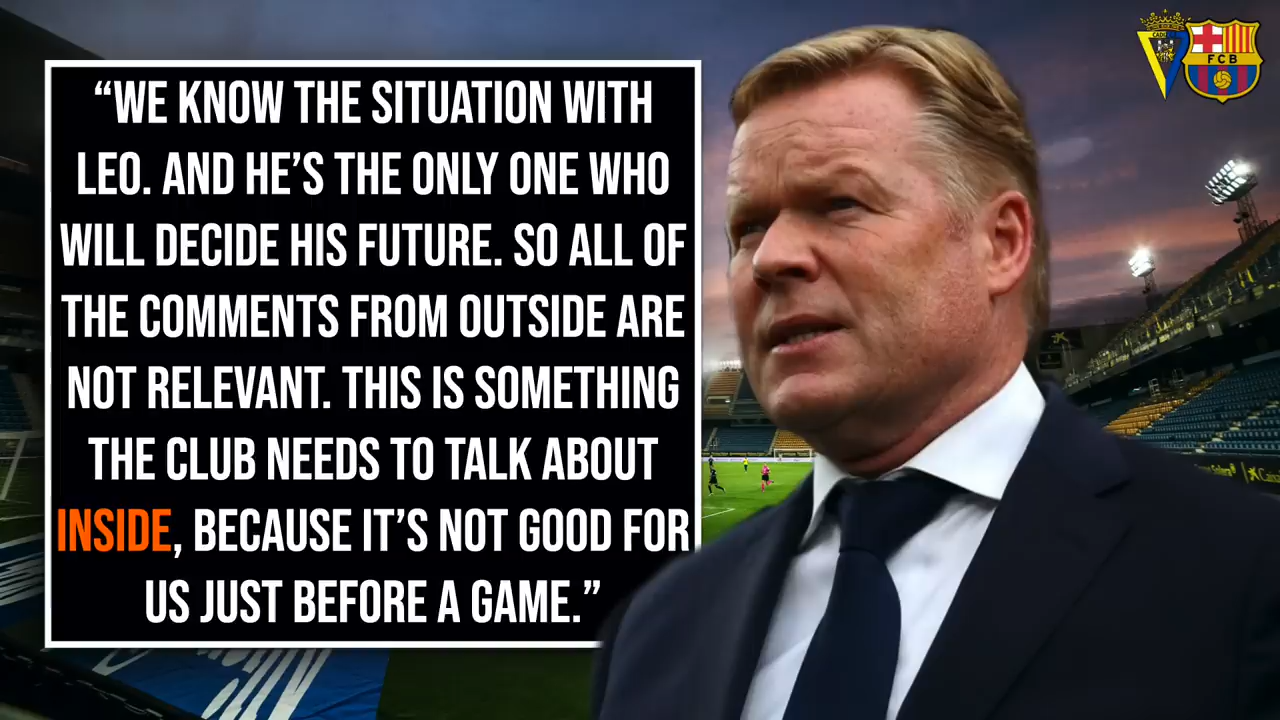 “WE KNOW THE SITUATION WITH
LEO. AND HE’S THE ONLY ONE WHO
WILL DECIDE HIS FUTURE. SO ALL OF
THE COMMENTS FROM OUTSIDE ARE
NOT RELEVANT. THIS IS SOMETHING
THE CLUB NEEDS TO TALK ABOUT
INSIDE, BECAUSE IT’S NOT GOOD FOR
US JUST BEFORE A GAME.”
FCB